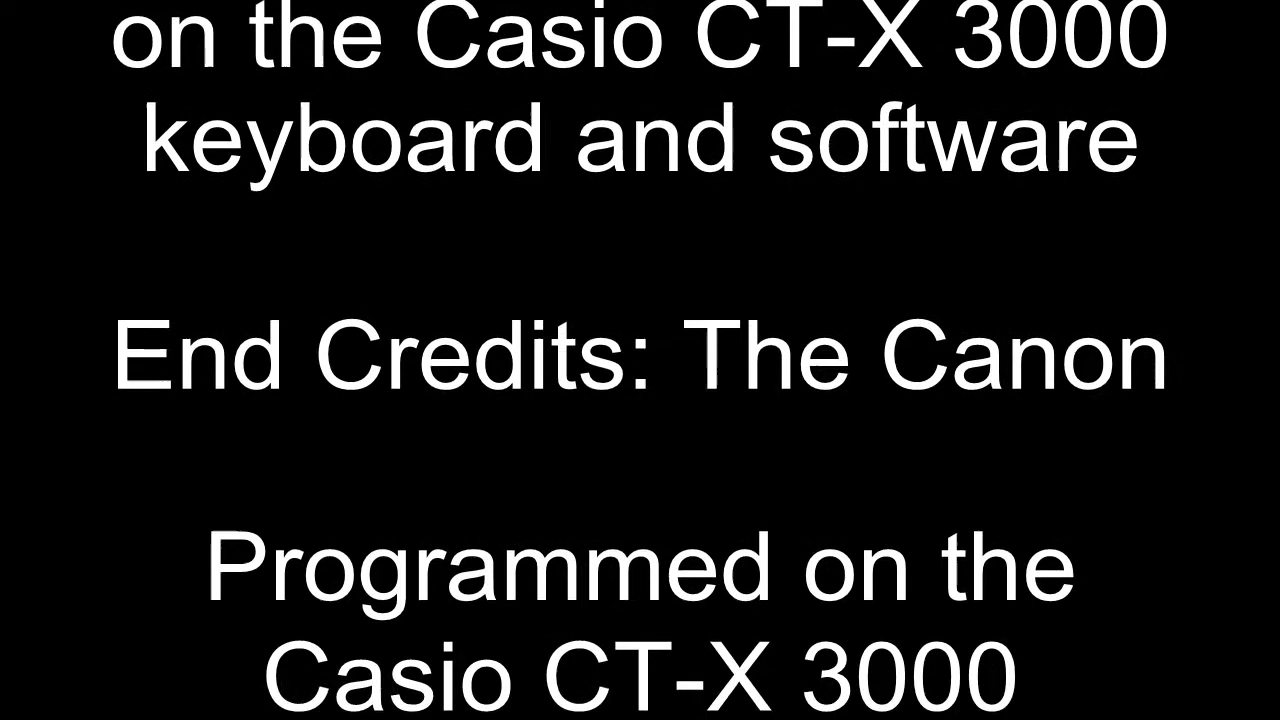 on the Casio CT-X 3000
keyboard and software
End Credits: The Canon
Programmed on the
Casio CT-X 3000